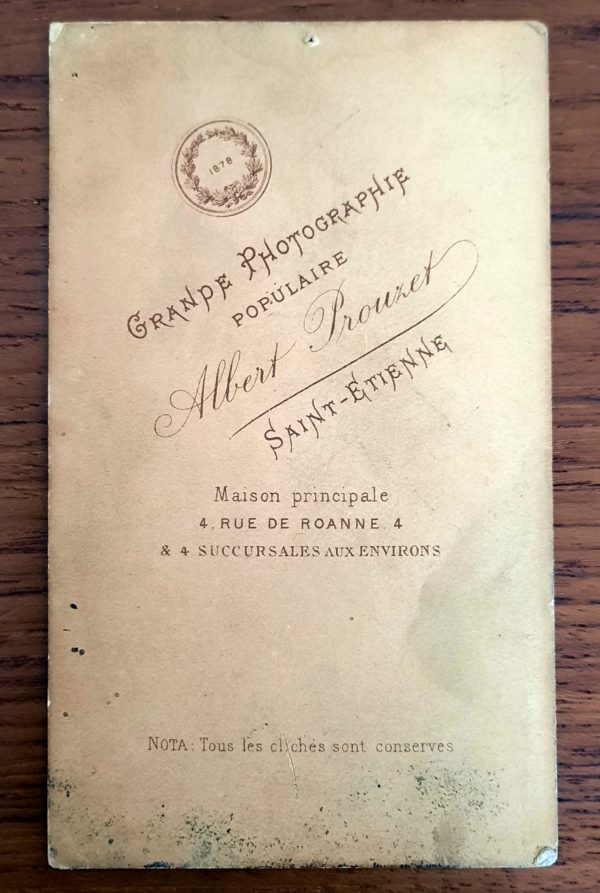 1878
GRANDE PHOTOGRAPHIE
POPULAIRE
Albert Prouzet
SAINT-ETIENNE
Maison principale
4, RUE DE ROANNE, 4
& 4 SUCCURSALES AUX ENVIRONS
NOTA: Tous les clichés sont conserves